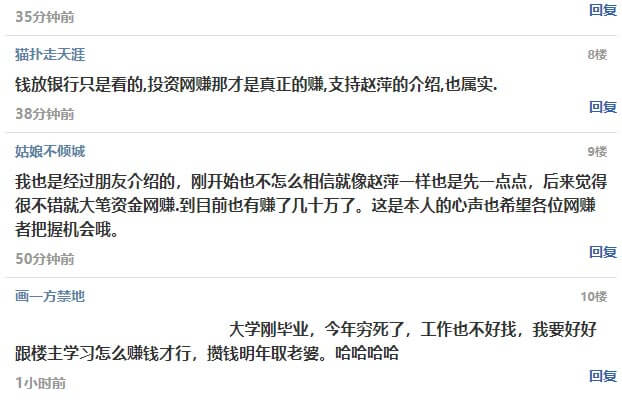 35分钟前 回复
猫扑走天涯 8楼
钱放银行只是看的,投资网赚那才是真正的赚,支持赵萍的介绍,也属实.
38分钟前 回复
姑娘不倾城 9楼
我也是经过朋友介绍的，刚开始也不怎么相信就像赵萍一样也是先一点点，后来觉得
很不错就大笔资金网赚.到目前也有赚了几十万了。这是本人的心声也希望各位网赚
者把握机会哦。
50分钟前 回复
画一方禁地 10楼
大学刚毕业，今年穷死了，工作也不好找，我要好好
跟楼主学习怎么赚钱才行，攒钱明年取老婆。哈哈哈哈
1小时前 回复